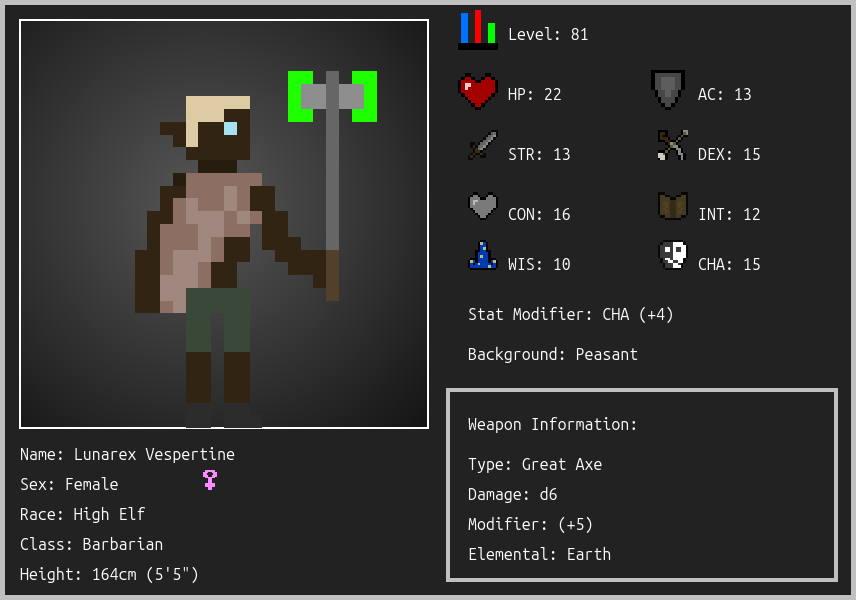 Level: 81
HP: 22
AC: 13
STR: 13
DEX: 15
CON: 16
INT: 12
WIS: 10
CHA: 15
Stat Modifier: CHA (+4)
Background: Peasant
Weapon Information:
Type: Great Axe
Damage: d6
Modifier: (+5)
Elemental: Earth
Name: Lunarex Vespertine
Sex: Female
Race: High Elf
Class: Barbarian
Height: 164cm (5'5")